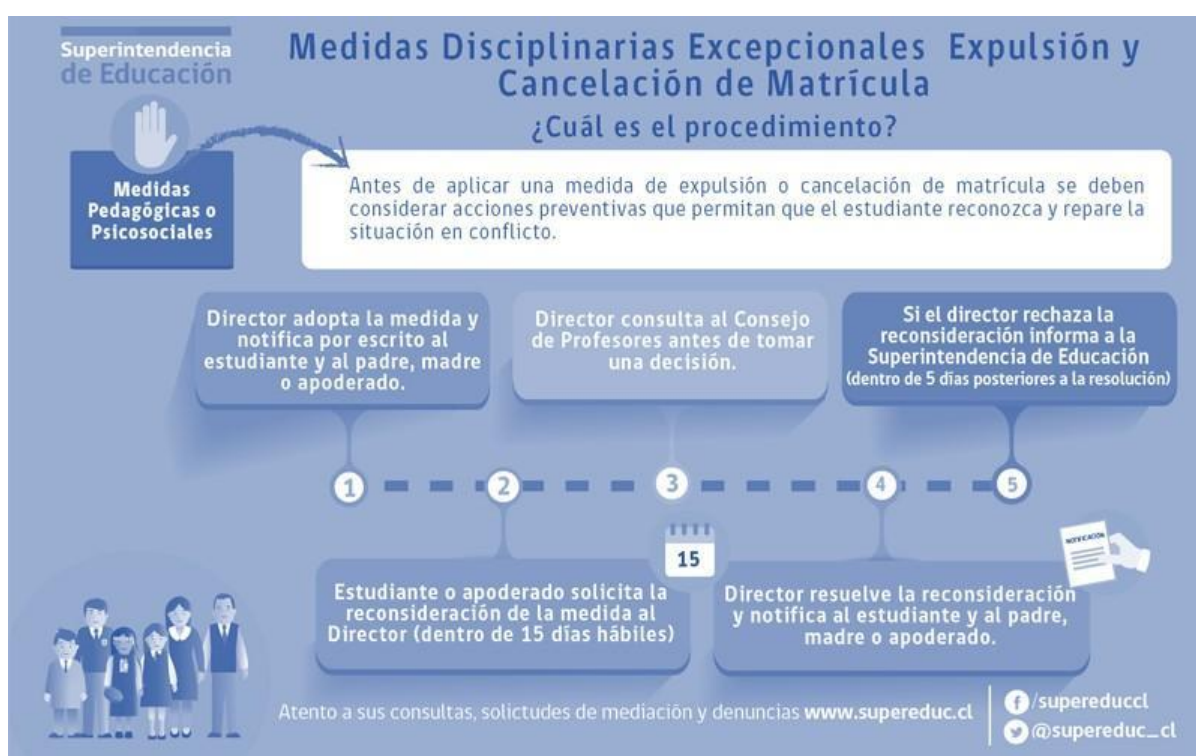 Superintendencia
de Educación
Medidas Disciplinarias Excepcionales Expulsión y
Cancelación de Matrícula
¿Cuál es el procedimiento?
Medidas
Pedagógicas o
Psicosociales
Antes de aplicar una medida de expulsión o cancelación de matrícula se deben
considerar acciones preventivas que permitan que el estudiante reconozca y repare la
situación en conflicto.
Director adopta la medida y
notifica por escrito al
estudiante y al padre, madre
o apoderado.
Director consulta al Consejo
de Profesores antes de tomar
una decisión.
Si el director rechaza la
reconsideración informa a la
Superintendencia de Educación
(dentro de 5 días posteriores a la resolución)
1
2
3
4
5
15
NOTIFICACIÓN
Estudiante o apoderado solicita la
reconsideración de la medida al
Director (dentro de 15 días hábiles)
Director resuelve la reconsideración
y notifica al estudiante y al padre,
madre o apoderado.
Atento a sus consultas, solictudes de mediación y denuncias www.supereduc.cl
f /supereduccl
@supereduc_cl